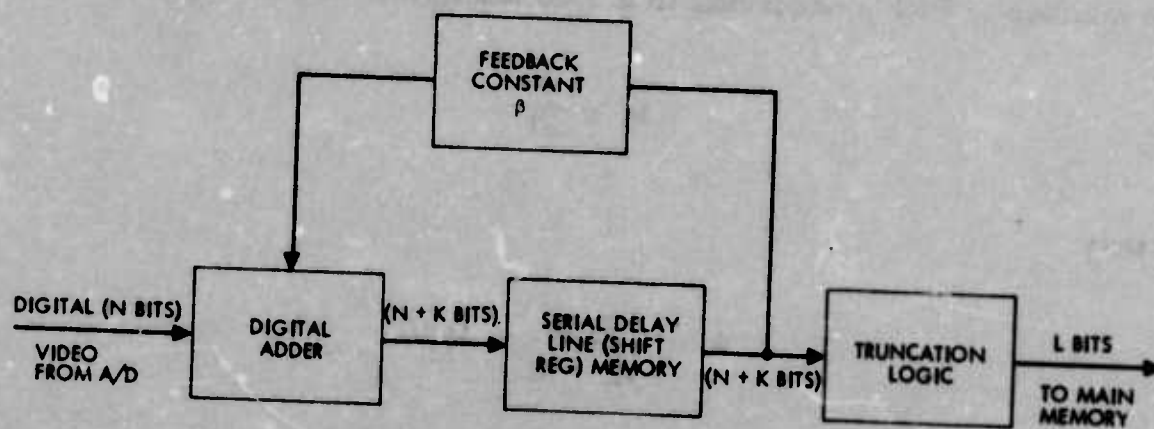 FEEDBACK
CONSTANT
β
DIGITAL (N BITS)
VIDEO
FROM A/D
DIGITAL
ADDER
(N + K BITS).
SERIAL DELAY
LINE (SHIFT
REG) MEMORY
(N + K BITS)
TRUNCATION
LOGIC
L BITS
TO MAIN
MEMORY